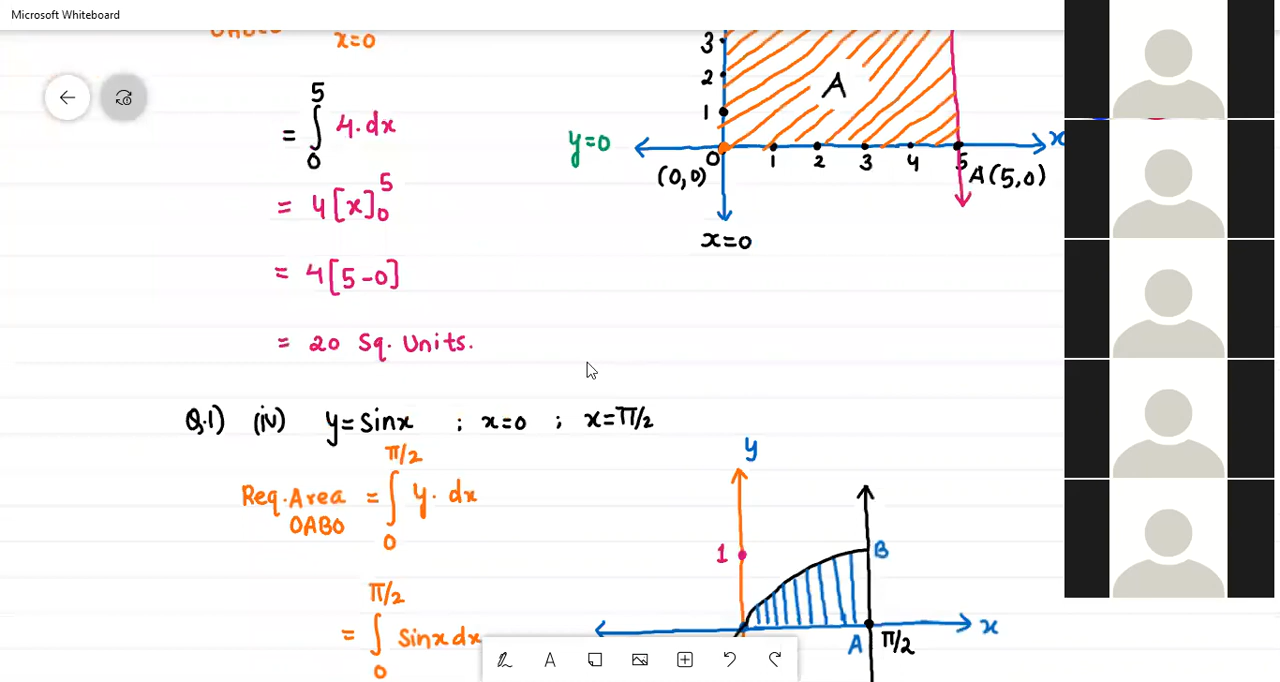 Microsoft Whiteboard
x=0
= ∫₀⁵ 4.dx
= 4[x]₀⁵
= 4[5-0]
= 20 Sq. Units.
3
2
1
A
y=0
0
1 2 3 4 5
x
(0,0)
A(5,0)
x=0
Q.1) (iv) y=sinx ; x=0 ; x=π/2
Req. Area = ∫₀^π/2 y. dx
OABO
= ∫₀^π/2 sinx dx
y
1
B
x
A π/2
A